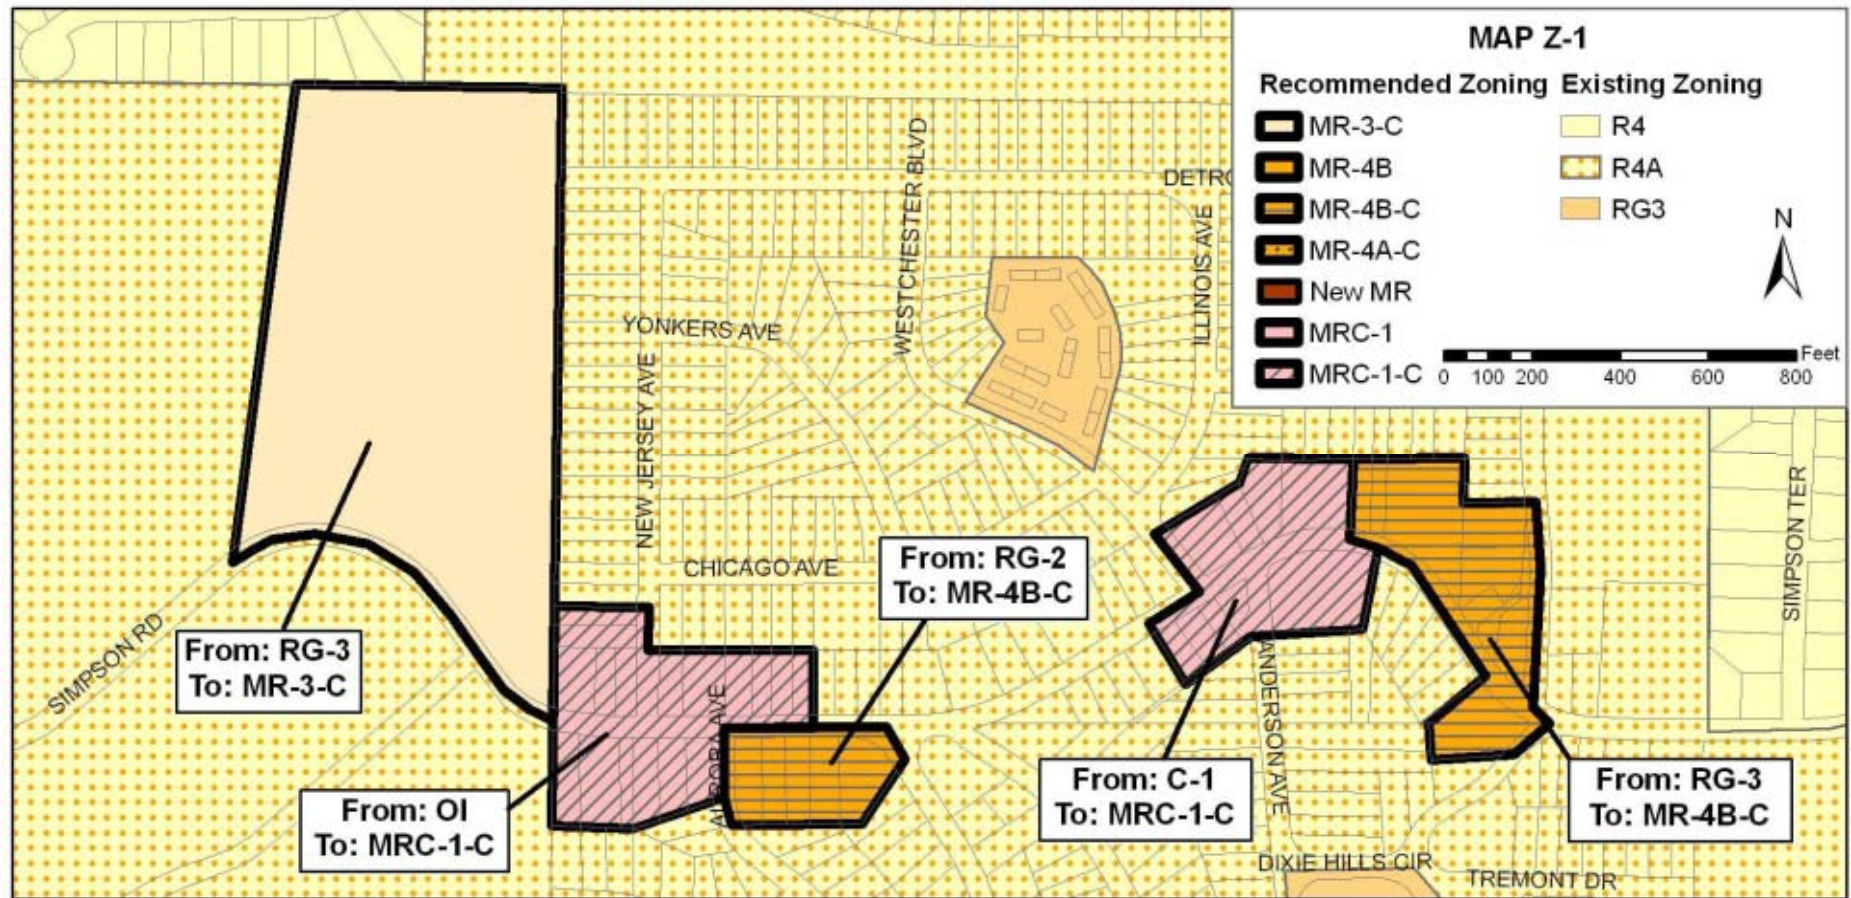 MAP Z-1
Recommended Zoning Existing Zoning
MR-3-C
R4
MR-4B
R4A
MR-4B-C
RG3
MR-4A-C
New MR
MRC-1
MRC-1-C
N
Feet
0 100 200 400 600 800
WESTCHESTER BLVD
ILLINOIS AVE
YONKERS AVE
NEW JERSEY AVE
CHICAGO AVE
SIMPSON RD
SIMPSON TER
ANDERSON AVE
DIXIE HILLS CIR
TREMONT DR
From: RG-3
To: MR-3-C
From: OI
To: MRC-1-C
From: RG-2
To: MR-4B-C
From: C-1
To: MRC-1-C
From: RG-3
To: MR-4B-C